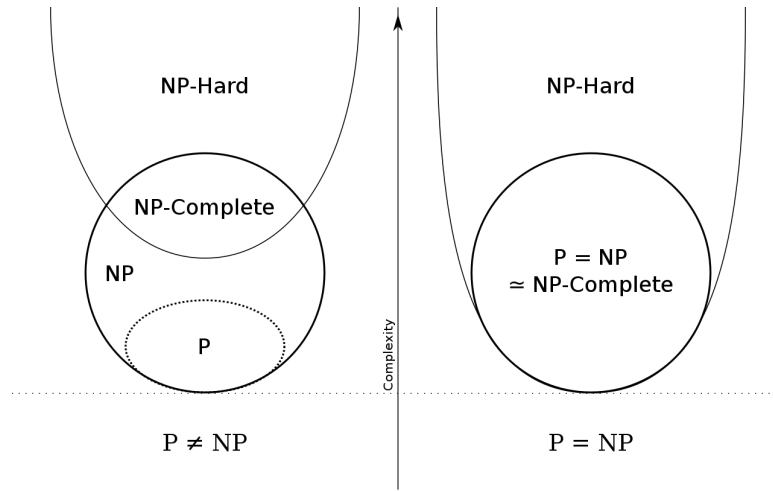 NP-Hard
NP-Complete
NP
P
P ≠ NP
Complexity
NP-Hard
P = NP
≃ NP-Complete
P = NP